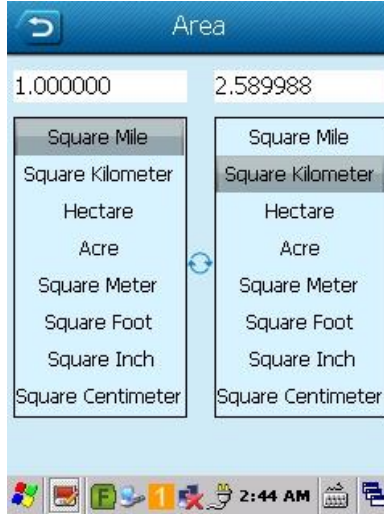 Area
1.000000 2.589988
Square Mile Square Mile
Square Kilometer Square Kilometer
Hectare Hectare
Acre Acre
Square Meter Square Meter
Square Foot Square Foot
Square Inch Square Inch
Square Centimeter Square Centimeter
F 1 2:44 AM